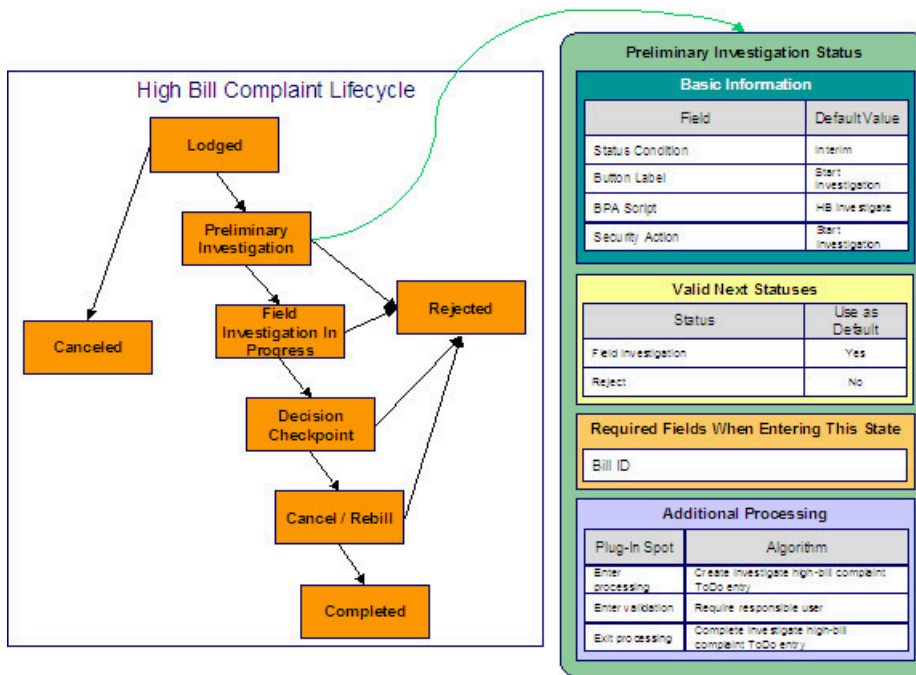 High Bill Complaint Lifecycle
Lodged
Preliminary
Investigation
Field
Investigation In
Progress
Rejected
Canceled
Decision
Checkpoint
Cancel / Rebill
Completed
Preliminary Investigation Status
Basic Information
Field Default Value
Status Condition Interim
Button Label Start
Investigation
BPA Script HB Investigate
Security Action Start
Investigation
Valid Next Statuses
Status Use as
Default
Field Investigation Yes
Reject No
Required Fields When Entering This State
Bill ID
Additional Processing
Plug-In Spot Algorithm
Enter
processing Create investigate high-bill complaint
ToDo entry
Enter validation Require responsible user
Exit processing Complete investigate high-bill
complaint ToDo entry